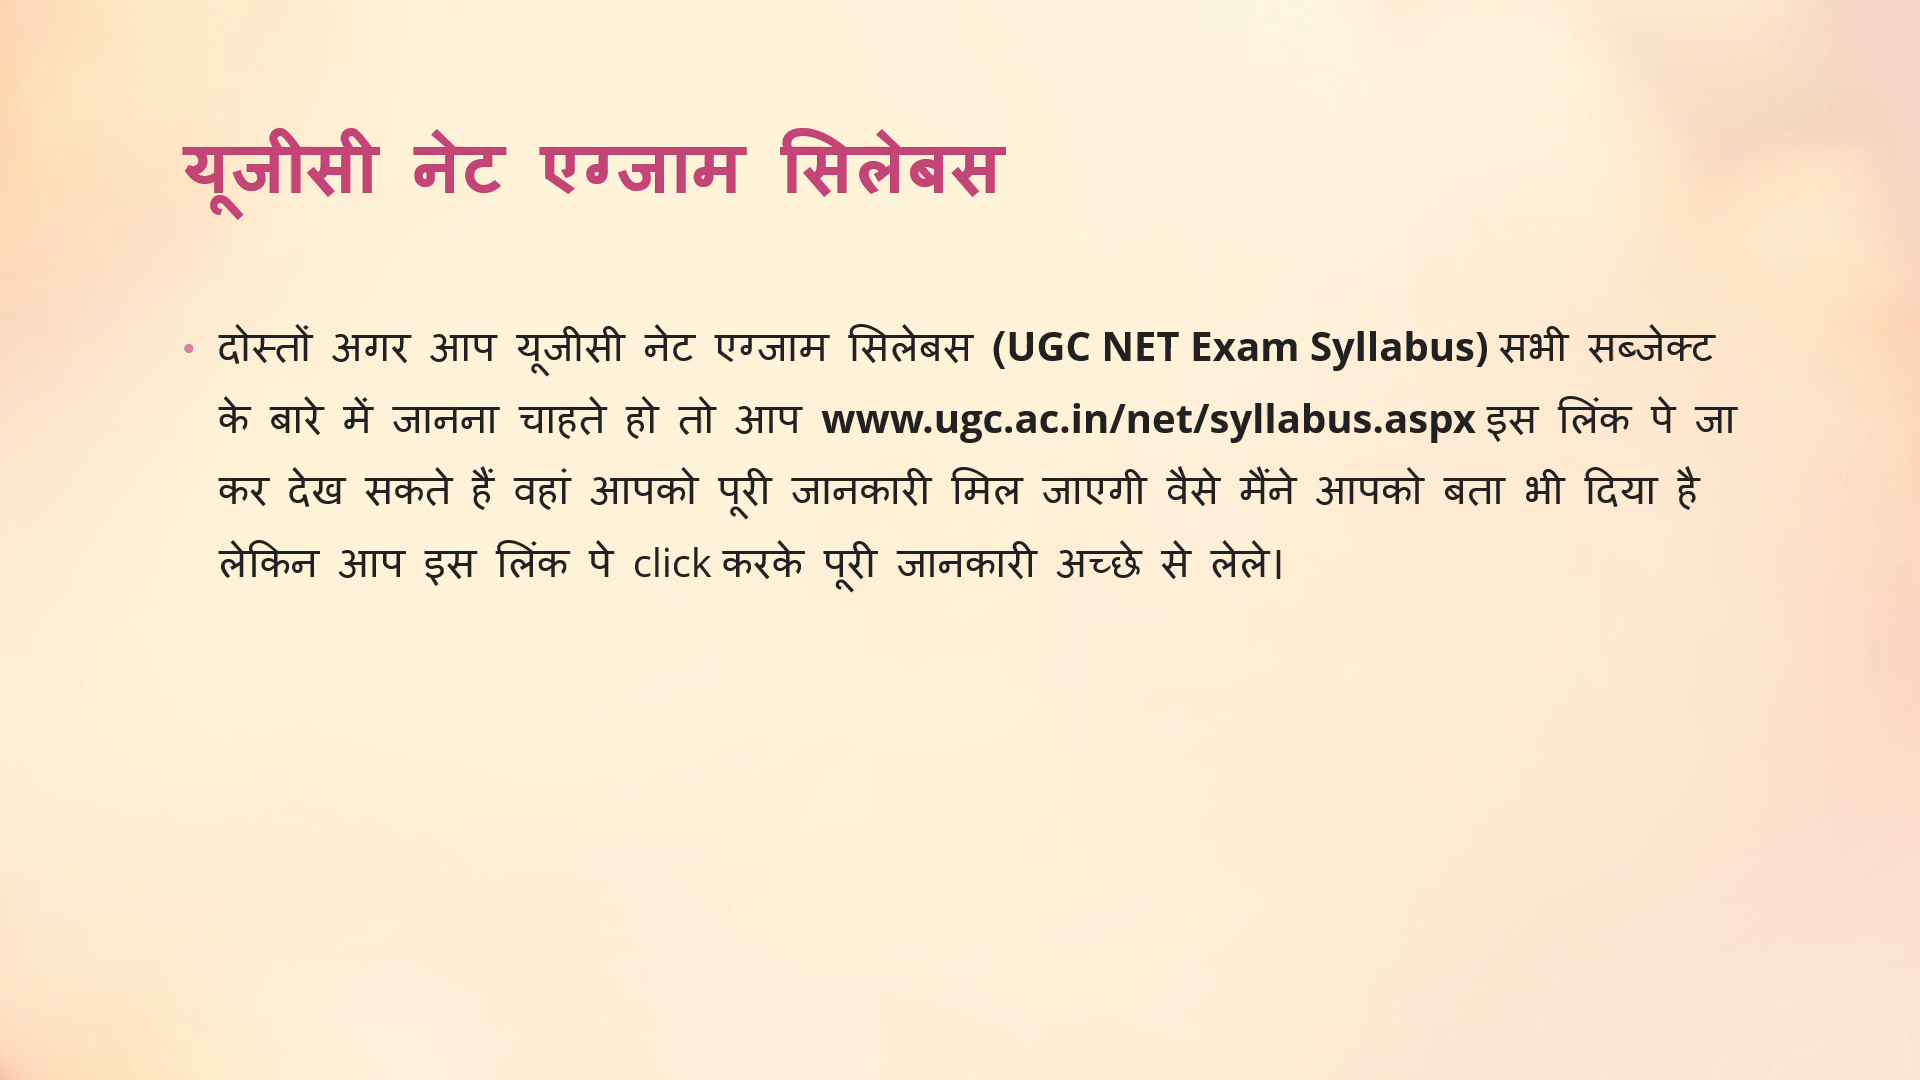 यूजीसी नेट एग्जाम सिलेबस
• दोस्तों अगर आप यूजीसी नेट एग्जाम सिलेबस (UGC NET Exam Syllabus) सभी सब्जेक्ट
के बारे में जानना चाहते हो तो आप www.ugc.ac.in/net/syllabus.aspx इस लिंक पे जा
कर देख सकते हैं वहां आपको पूरी जानकारी मिल जाएगी वैसे मैंने आपको बता भी दिया है
लेकिन आप इस लिंक पे click करके पूरी जानकारी अच्छे से लेले।